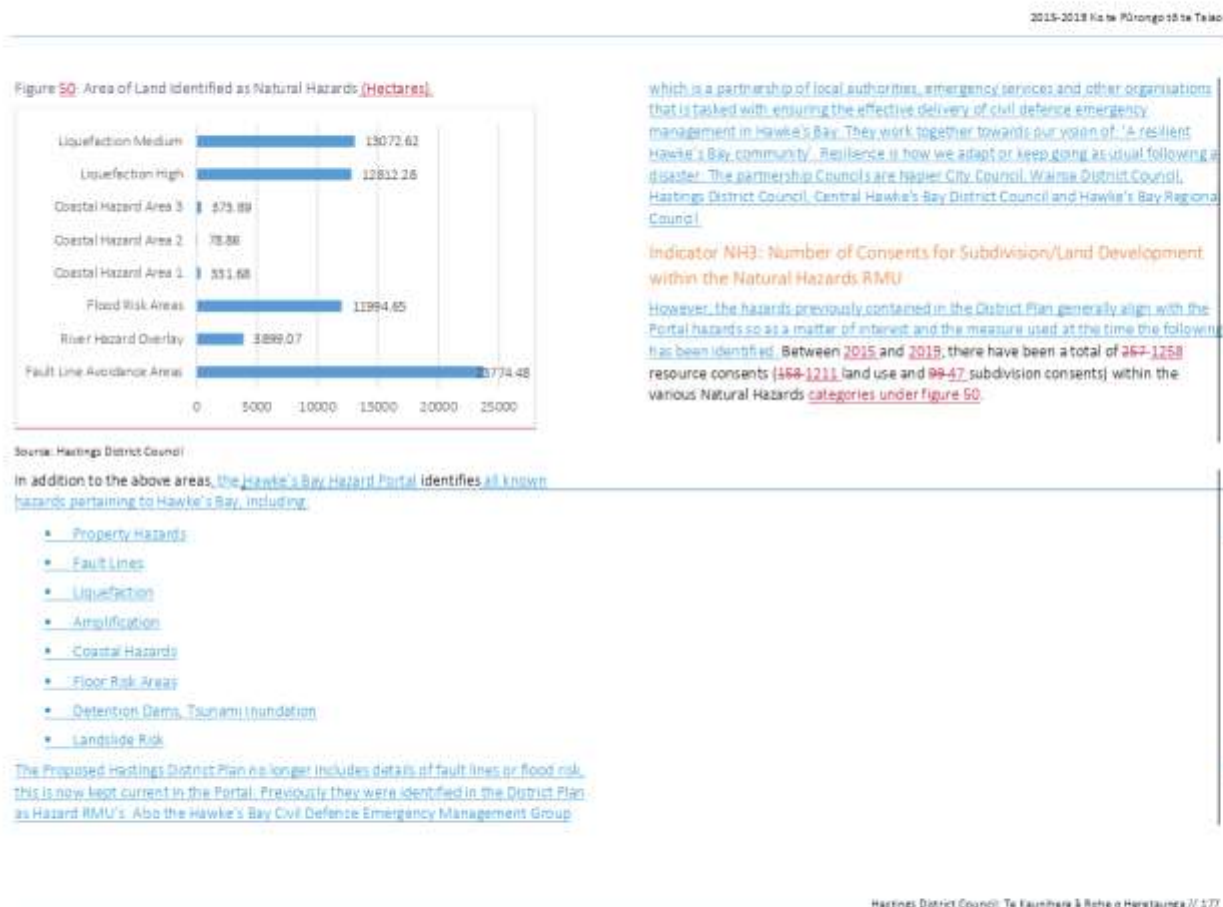 2015-2019 Ko te Pūrongo tō te Taiao
Figure 50: Area of Land Identified as Natural Hazards (Hectares)
Liquefaction Medium 13072.62
Liquefaction High 12812.28
Coastal Hazard Area 3 373.89
Coastal Hazard Area 2 78.86
Coastal Hazard Area 1 331.68
Flood Risk Areas 11994.65
River Hazard Overlay 3899.07
Fault Line Avoidance Areas 23774.48
0 5000 10000 15000 20000 25000
Source: Hastings District Council
In addition to the above areas, the Hawke's Bay Hazard Portal identifies all known
hazards pertaining to Hawke's Bay, including:
• Property Hazards
• Fault Lines
• Liquefaction
• Amplification
• Coastal Hazards
• Floor Risk Areas
• Detention Dams, Tsunami Inundation
• Landslide Risk
The Proposed Hastings District Plan no longer includes details of fault lines or flood risk,
this is now kept current in the Portal. Previously they were identified in the District Plan
as Hazard RMU's. Also the Hawke's Bay Civil Defence Emergency Management Group
which is a partnership of local authorities, emergency services and other organisations
that is tasked with ensuring the effective delivery of civil defence emergency
management in Hawke's Bay. They work together towards our vision of: 'A resilient
Hawke's Bay community'. Resilience is how we adapt or keep going as usual following a
disaster. The partnership Councils are Napier City Council, Wairoa District Council,
Hastings District Council, Central Hawke's Bay District Council and Hawke's Bay Regional
Council
Indicator NH3: Number of Consents for Subdivision/Land Development
within the Natural Hazards RMU
However, the hazards previously contained in the District Plan generally align with the
Portal hazards so as a matter of interest and the measure used at the time the following
has been identified. Between 2015 and 2019, there have been a total of 257 1258
resource consents (158 1211 land use and 99 47 subdivision consents) within the
various Natural Hazards categories under figure 50.
Hastings District Council: Te Kaunihera ā Rohe o Heretaunga // 177